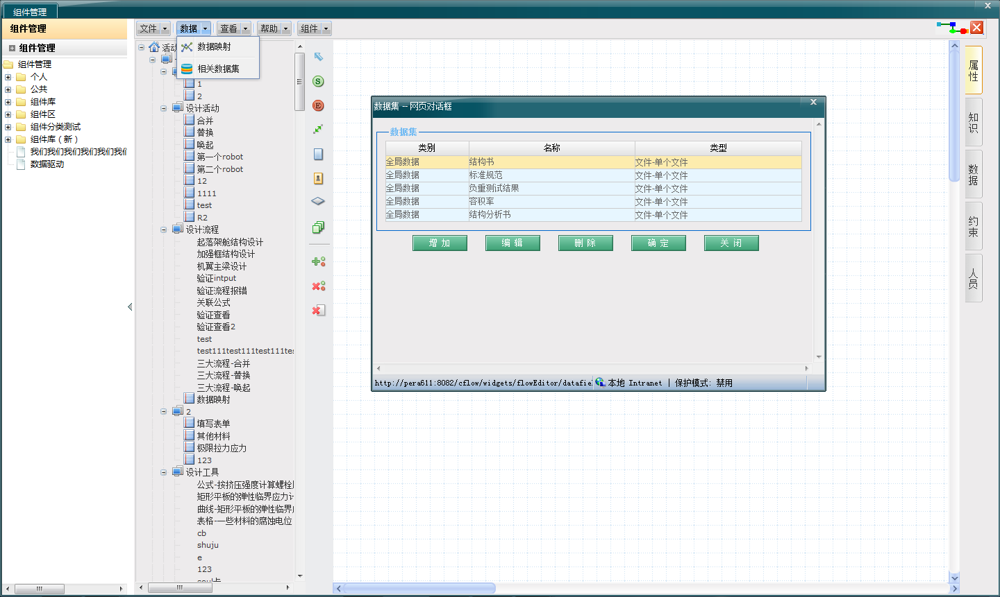 组件管理
组件管理
组件管理
组件管理
个人
公共
组件库
组件区
组件分类测试
组件库（新）
我们我们我们我们我们我们
数据驱动
文件
数据
查看
帮助
组件
数据映射
相关数据集
活动
1
2
设计活动
合并
替换
唤起
第一个robot
第二个robot
12
1111
test
R2
设计流程
起落架舱结构设计
加强框结构设计
机翼主梁设计
验证intput
验证流程报错
关联公式
验证查看
验证查看2
test
test111test111test111tes
三大流程-合并
三大流程-替换
三大流程-唤起
数据映射
2
填写表单
其他材料
极限拉力应力
123
设计工具
公式-按挤压强度计算螺栓
矩形平板的弹性临界应力计
曲线-矩形平板的弹性临界
表格-一些材料的腐蚀电位
cb
shuju
e
123
S
E
数据集 -- 网页对话框
数据集
类别 名称 类型
全局数据 结构书 文件-单个文件
全局数据 标准规范 文件-单个文件
全局数据 负重测试结果 文件-单个文件
全局数据 容积率 文件-单个文件
全局数据 结构分析书 文件-单个文件
增 加 编 辑 删 除 确 定 关 闭
http://pera611:8082/cflow/widgets/flowEditor/datafie
本地 Intranet | 保护模式: 禁用
属性
知识
数据
约束
人员